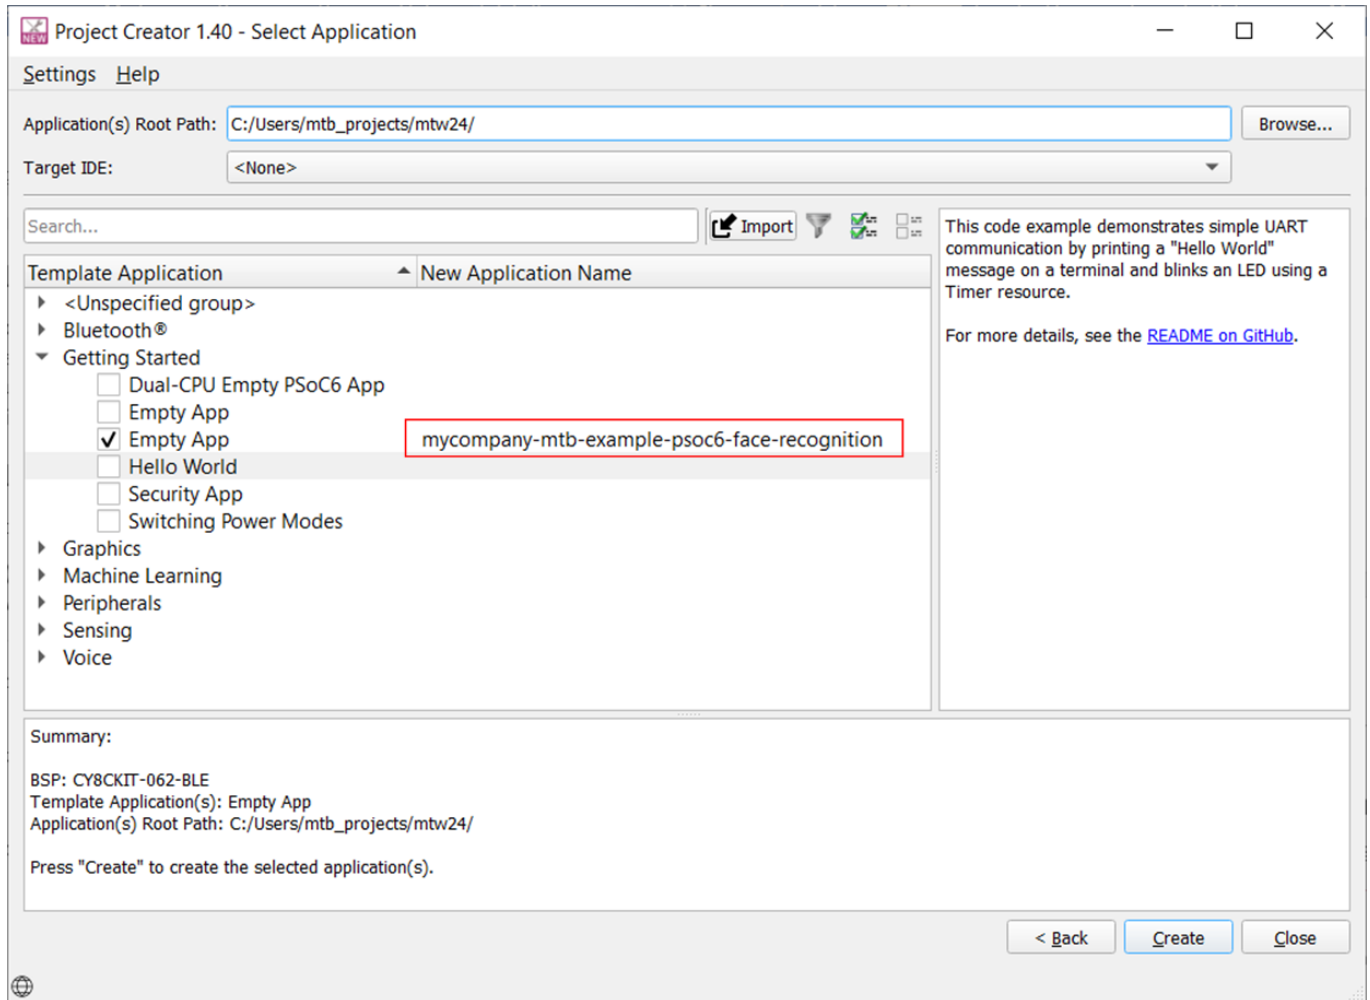 NEW Project Creator 1.40 - Select Application
Settings Help
Application(s) Root Path: C:/Users/mtb_projects/mtw24/ Browse...
Target IDE: <None>
Search... Import
Template Application New Application Name
<Unspecified group>
Bluetooth®
Getting Started
Dual-CPU Empty PSoC6 App
Empty App
Empty App mycompany-mtb-example-psoc6-face-recognition
Hello World
Security App
Switching Power Modes
Graphics
Machine Learning
Peripherals
Sensing
Voice
This code example demonstrates simple UART
communication by printing a "Hello World"
message on a terminal and blinks an LED using a
Timer resource.
For more details, see the README on GitHub.
Summary:
BSP: CY8CKIT-062-BLE
Template Application(s): Empty App
Application(s) Root Path: C:/Users/mtb_projects/mtw24/
Press "Create" to create the selected application(s).
< Back Create Close